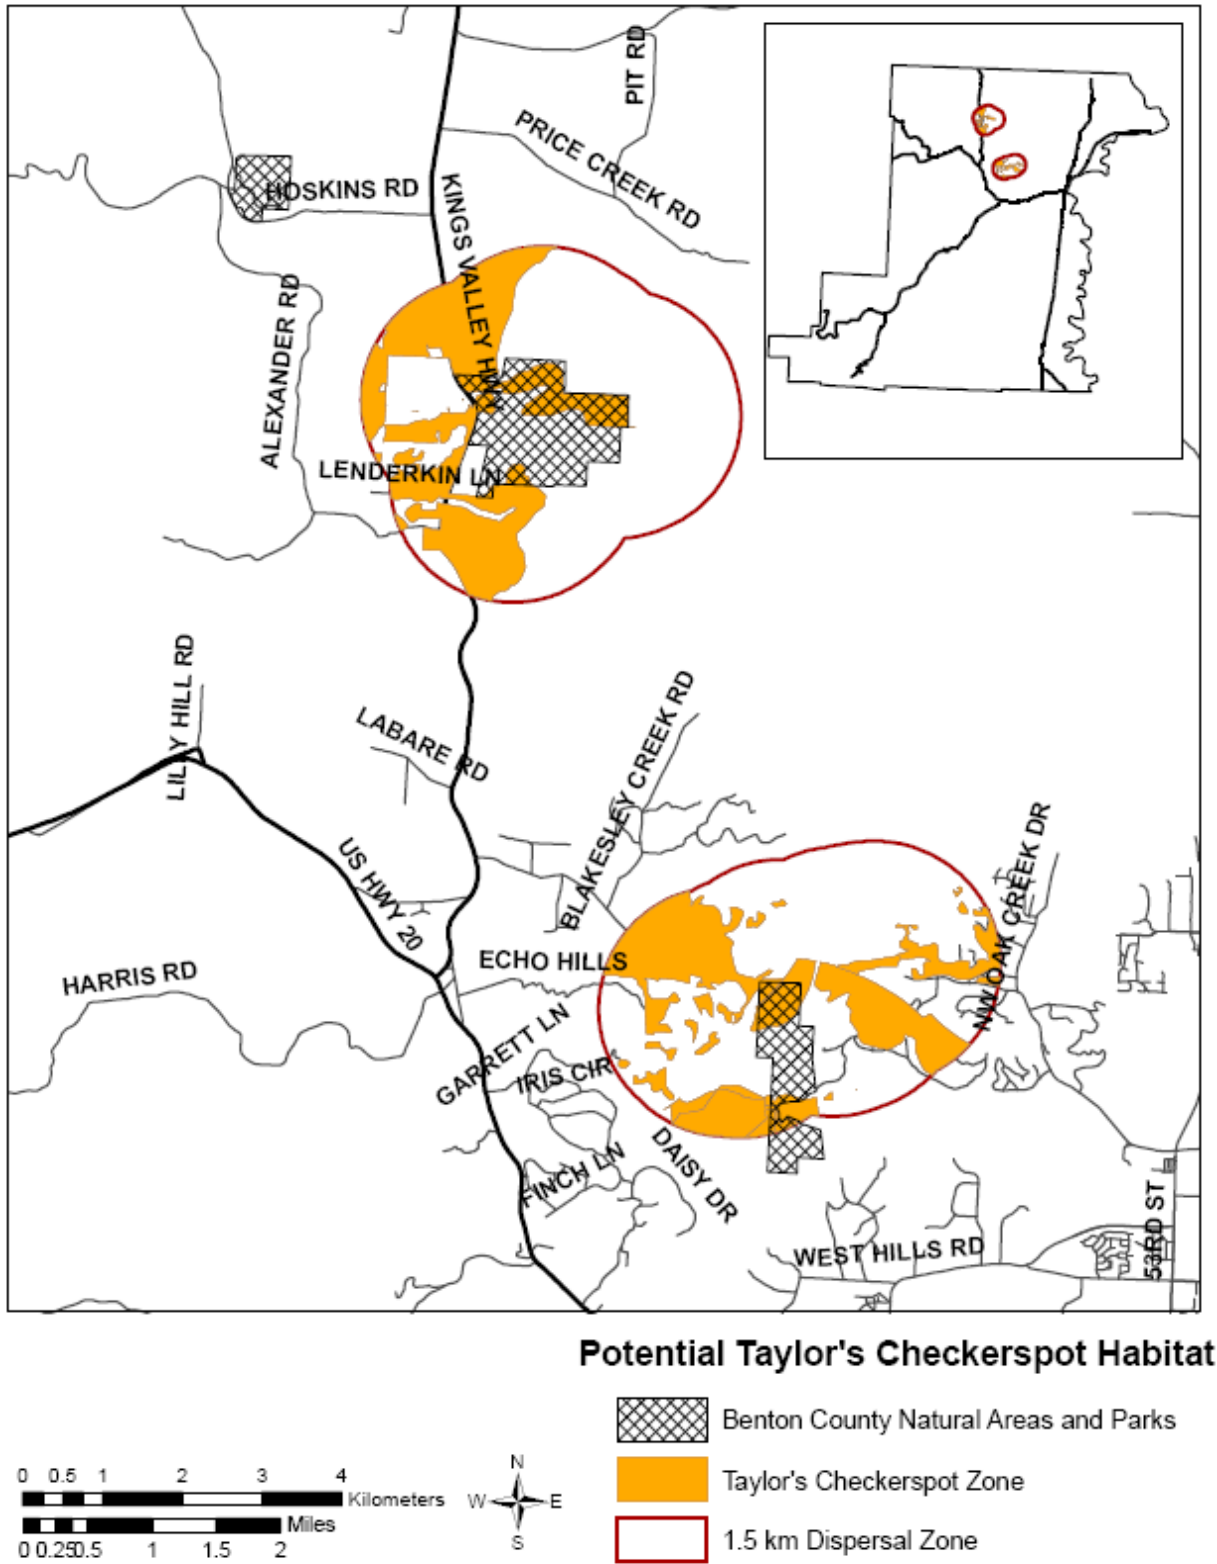 PIT RD
PRICE CREEK RD
HOSKINS RD
KINGS VALLEY HWY
ALEXANDER RD
LENDERKIN LN
LILLY HILL RD
LABARE RD
BLAKESLEY CREEK RD
US HWY 20
NW OAK CREEK DR
ECHO HILLS
HARRIS RD
GARRETT LN
IRIS CIR
FINCH LN
DAISY DR
53RD ST
WEST HILLS RD
Potential Taylor's Checkerspot Habitat
Benton County Natural Areas and Parks
Taylor's Checkerspot Zone
1.5 km Dispersal Zone
0 0.5 1 2 3 4
Kilometers
Miles
0 0.250.5 1 1.5 2
N
W E
S